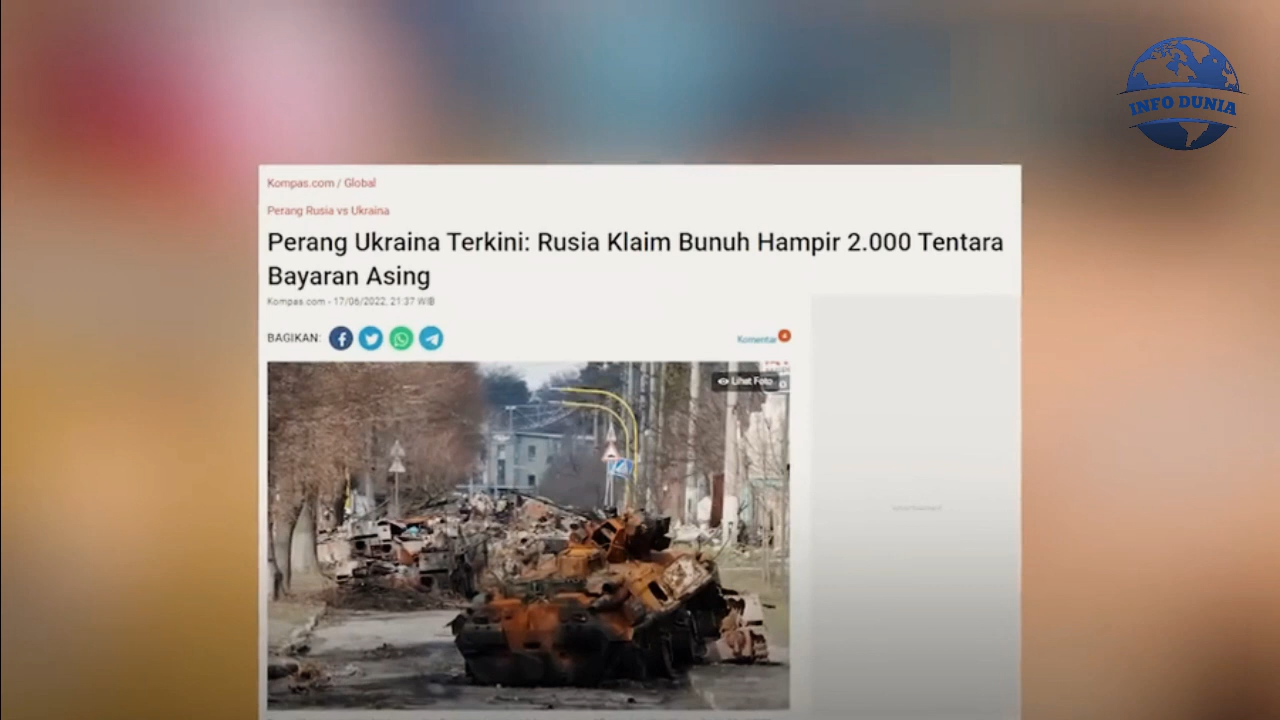 INFO DUNIA
Kompas.com / Global
Perang Rusia vs Ukraina
Perang Ukraina Terkini: Rusia Klaim Bunuh Hampir 2.000 Tentara
Bayaran Asing
Kompas.com - 17/06/2022, 21:37 WIB
BAGIKAN:
Komentar 4
Lihat Foto